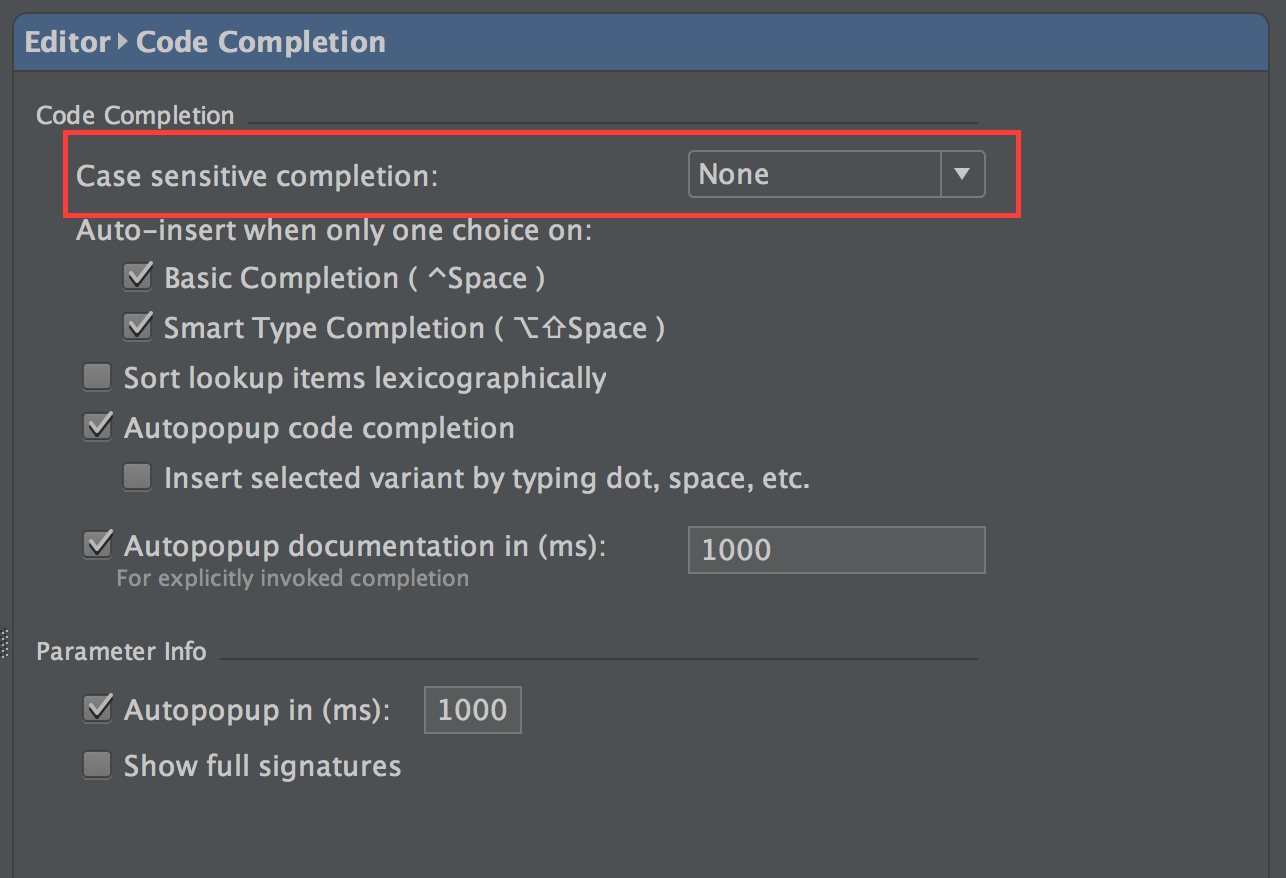 Editor ▸ Code Completion
Code Completion
Case sensitive completion: None
Auto-insert when only one choice on:
Basic Completion ( ^Space )
Smart Type Completion ( ⌥⇧Space )
Sort lookup items lexicographically
Autopopup code completion
Insert selected variant by typing dot, space, etc.
Autopopup documentation in (ms): 1000
For explicitly invoked completion
Parameter Info
Autopopup in (ms): 1000
Show full signatures